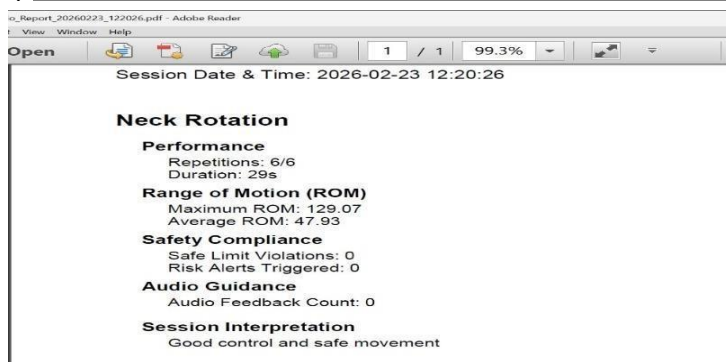 o_Report_20260223_122026.pdf - Adobe Reader
View Window Help
Open 1 / 1 99.3%
Session Date & Time: 2026-02-23 12:20:26
Neck Rotation
Performance
Repetitions: 6/6
Duration: 29s
Range of Motion (ROM)
Maximum ROM: 129.07
Average ROM: 47.93
Safety Compliance
Safe Limit Violations: 0
Risk Alerts Triggered: 0
Audio Guidance
Audio Feedback Count: 0
Session Interpretation
Good control and safe movement